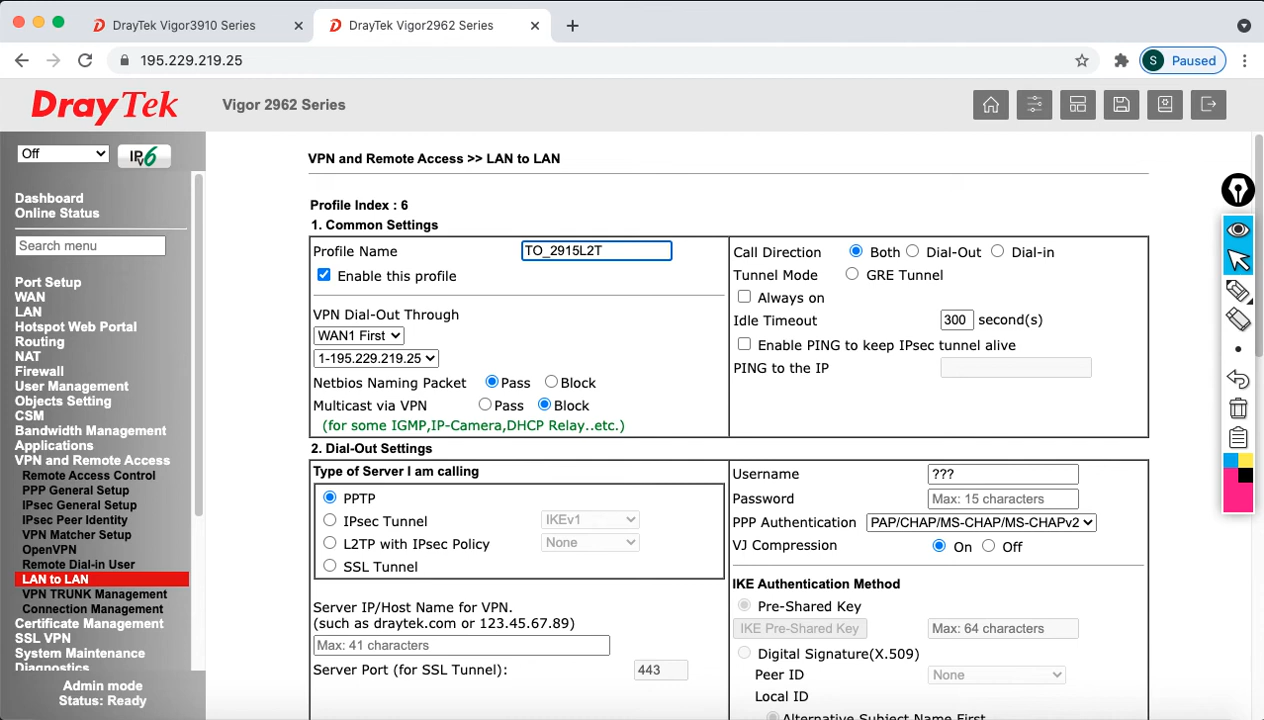 DrayTek Vigor3910 Series
DrayTek Vigor2962 Series
195.229.219.25
S Paused
DrayTek
Vigor 2962 Series
Off
IPv6
Dashboard
Online Status
Search menu
Port Setup
WAN
LAN
Hotspot Web Portal
Routing
NAT
Firewall
User Management
Objects Setting
CSM
Bandwidth Management
Applications
VPN and Remote Access
Remote Access Control
PPP General Setup
IPsec General Setup
IPsec Peer Identity
VPN Matcher Setup
OpenVPN
Remote Dial-in User
LAN to LAN
VPN TRUNK Management
Connection Management
Certificate Management
SSL VPN
System Maintenance
Diagnostics
Admin mode
Status: Ready
VPN and Remote Access >> LAN to LAN
Profile Index : 6
1. Common Settings
Profile Name TO_2915L2T
Enable this profile
VPN Dial-Out Through
WAN1 First
1-195.229.219.25
Netbios Naming Packet Pass Block
Multicast via VPN Pass Block
(for some IGMP,IP-Camera,DHCP Relay..etc.)
Call Direction Both Dial-Out Dial-in
Tunnel Mode GRE Tunnel
Always on
Idle Timeout 300 second(s)
Enable PING to keep IPsec tunnel alive
PING to the IP
2. Dial-Out Settings
Type of Server I am calling
PPTP
IPsec Tunnel IKEv1
L2TP with IPsec Policy None
SSL Tunnel
Server IP/Host Name for VPN.
(such as draytek.com or 123.45.67.89)
Max: 41 characters
Server Port (for SSL Tunnel): 443
Username ???
Password Max: 15 characters
PPP Authentication PAP/CHAP/MS-CHAP/MS-CHAPv2
VJ Compression On Off
IKE Authentication Method
Pre-Shared Key
IKE Pre-Shared Key Max: 64 characters
Digital Signature(X.509)
Peer ID None
Local ID
Alternative Subject Name First